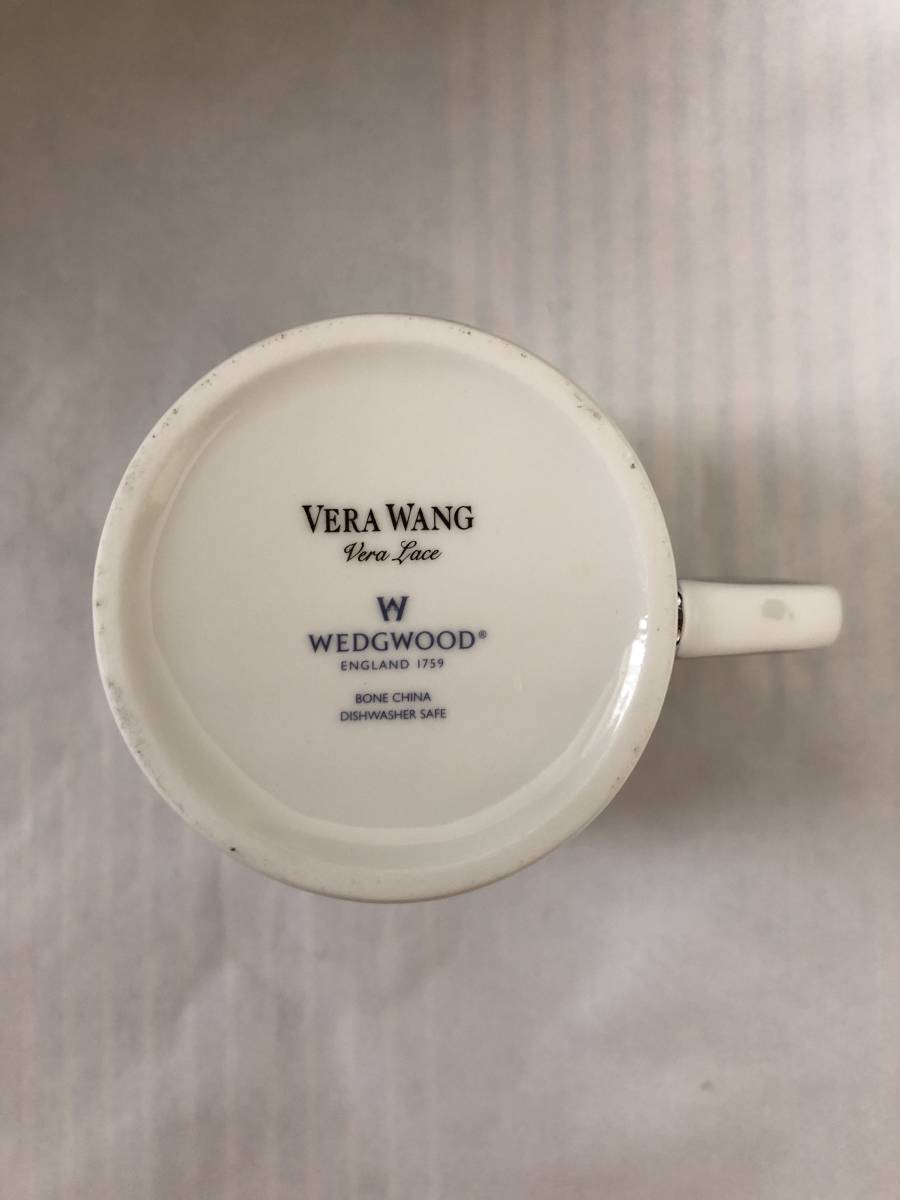 VERA WANG
Vera Lace
W
WEDGWOOD®
ENGLAND 1759
BONE CHINA
DISHWASHER SAFE